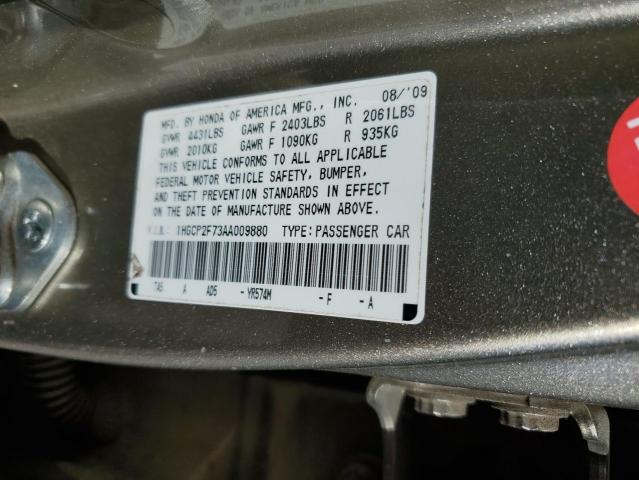 MFD. BY HONDA OF AMERICA MFG., INC. 08/'09
GVWR 4431LBS GAWR F 2403LBS R 2061LBS
GVWR 2010KG GAWR F 1090KG R 935KG
THIS VEHICLE CONFORMS TO ALL APPLICABLE
FEDERAL MOTOR VEHICLE SAFETY, BUMPER,
AND THEFT PREVENTION STANDARDS IN EFFECT
ON THE DATE OF MANUFACTURE SHOWN ABOVE.
V.I.N.: 1HGCP2F73AA009880 TYPE:PASSENGER CAR
TA5 A AD5 -YR574M -F -A